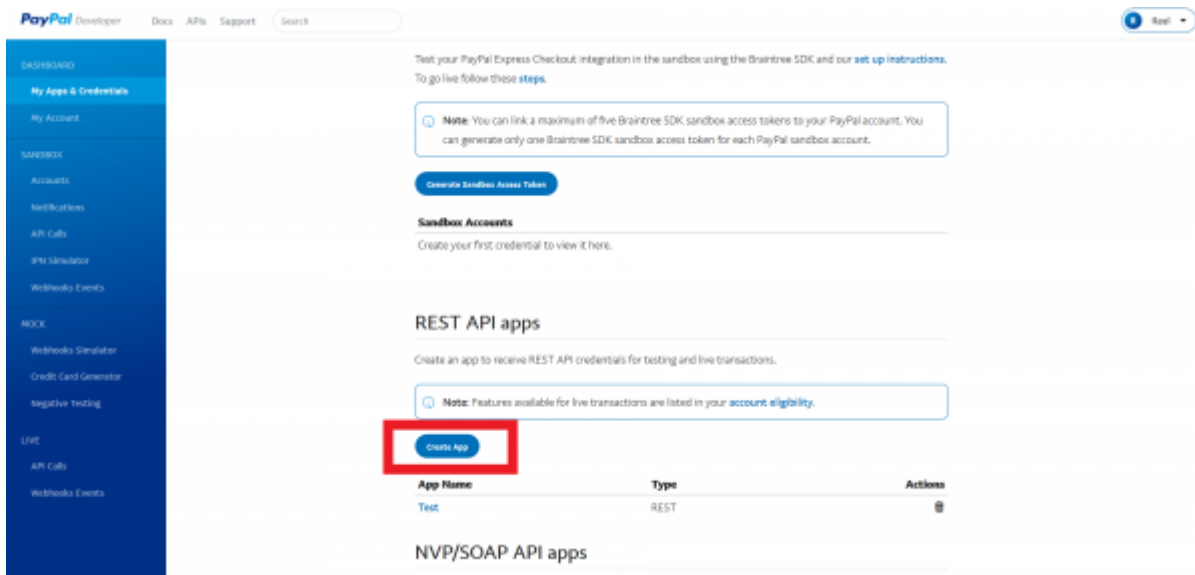 PayPal Developer
Docs APIs Support Search
DASHBOARD
My Apps & Credentials
My Account
SANDBOX
Accounts
Notifications
API Calls
IPN Simulator
Webhooks Events
MOCK
Webhooks Simulator
Credit Card Generator
Negative Testing
LIVE
API Calls
Webhooks Events
Test your PayPal Express Checkout integration in the sandbox using the Braintree SDK and our set up instructions.
To go live follow these steps.
Note: You can link a maximum of five Braintree SDK sandbox access tokens to your PayPal account. You
can generate only one Braintree SDK sandbox access token for each PayPal sandbox account.
Generate Sandbox Access Token
Sandbox Accounts
Create your first credential to view it here.
REST API apps
Create an app to receive REST API credentials for testing and live transactions.
Note: Features available for live transactions are listed in your account eligibility.
Create App
App Name Type Actions
Test REST
NVP/SOAP API apps